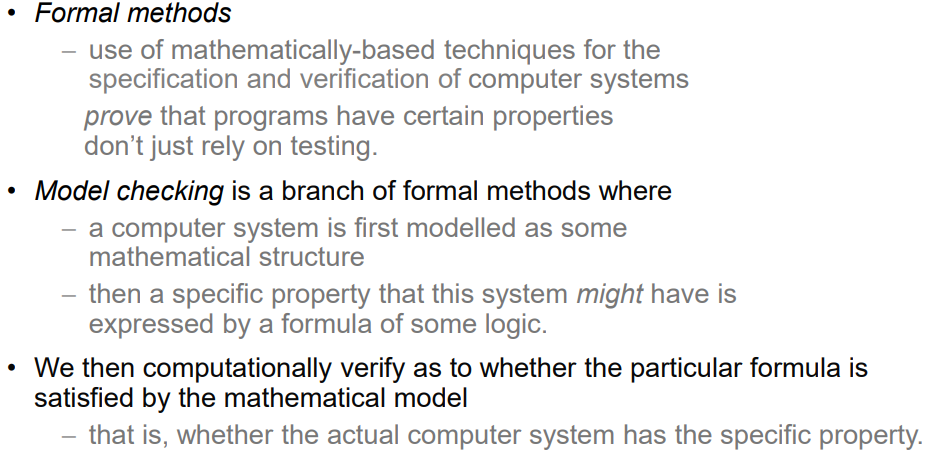 • Formal methods
– use of mathematically-based techniques for the
specification and verification of computer systems
prove that programs have certain properties
don’t just rely on testing.
• Model checking is a branch of formal methods where
– a computer system is first modelled as some
mathematical structure
– then a specific property that this system might have is
expressed by a formula of some logic.
• We then computationally verify as to whether the particular formula is
satisfied by the mathematical model
– that is, whether the actual computer system has the specific property.